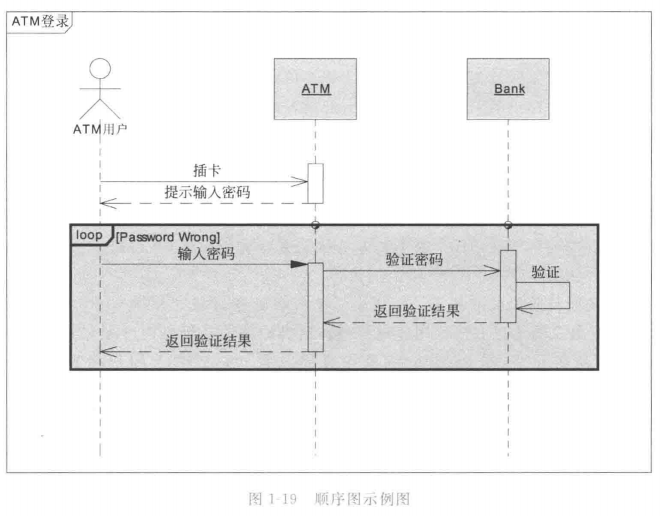 ATM登录
ATM
Bank
ATM用户
插卡
提示输入密码
loop [Password Wrong]
输入密码
验证密码
验证
返回验证结果
返回验证结果
图 1-19 顺序图示例图